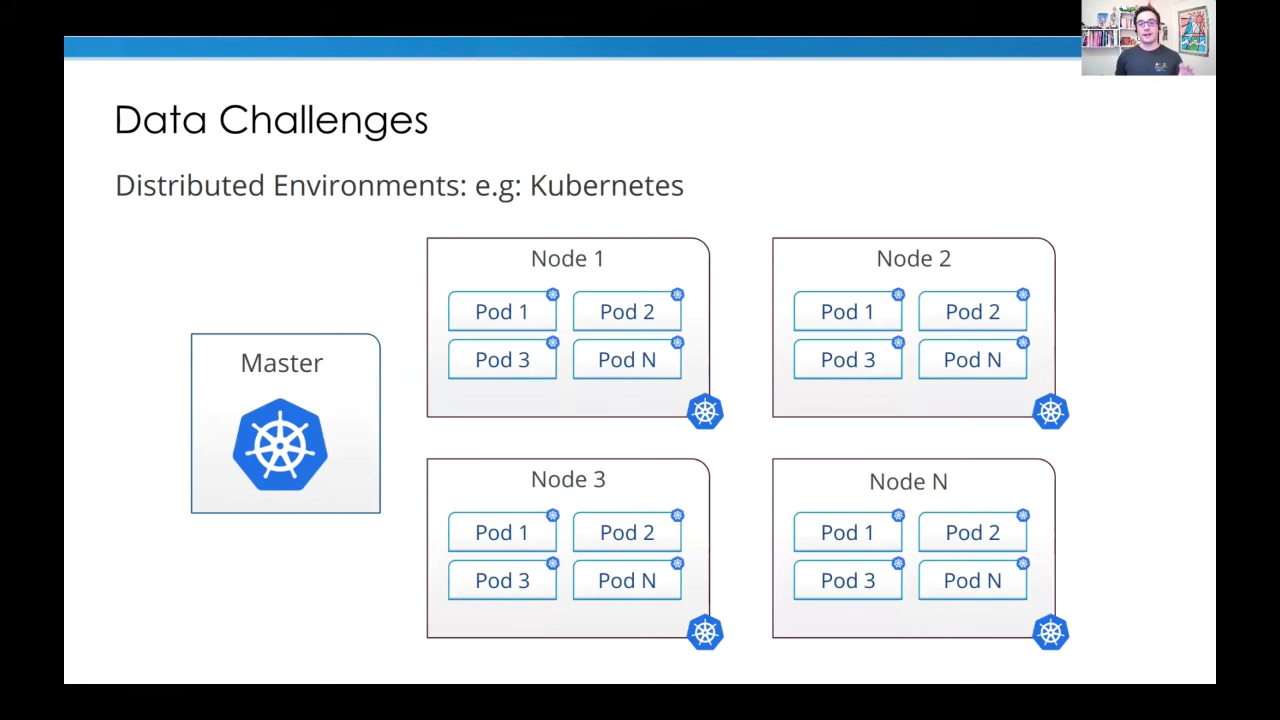 Data Challenges
Distributed Environments: e.g: Kubernetes
Master
Node 1
Pod 1
Pod 2
Pod 3
Pod N
Node 2
Pod 1
Pod 2
Pod 3
Pod N
Node 3
Pod 1
Pod 2
Pod 3
Pod N
Node N
Pod 1
Pod 2
Pod 3
Pod N